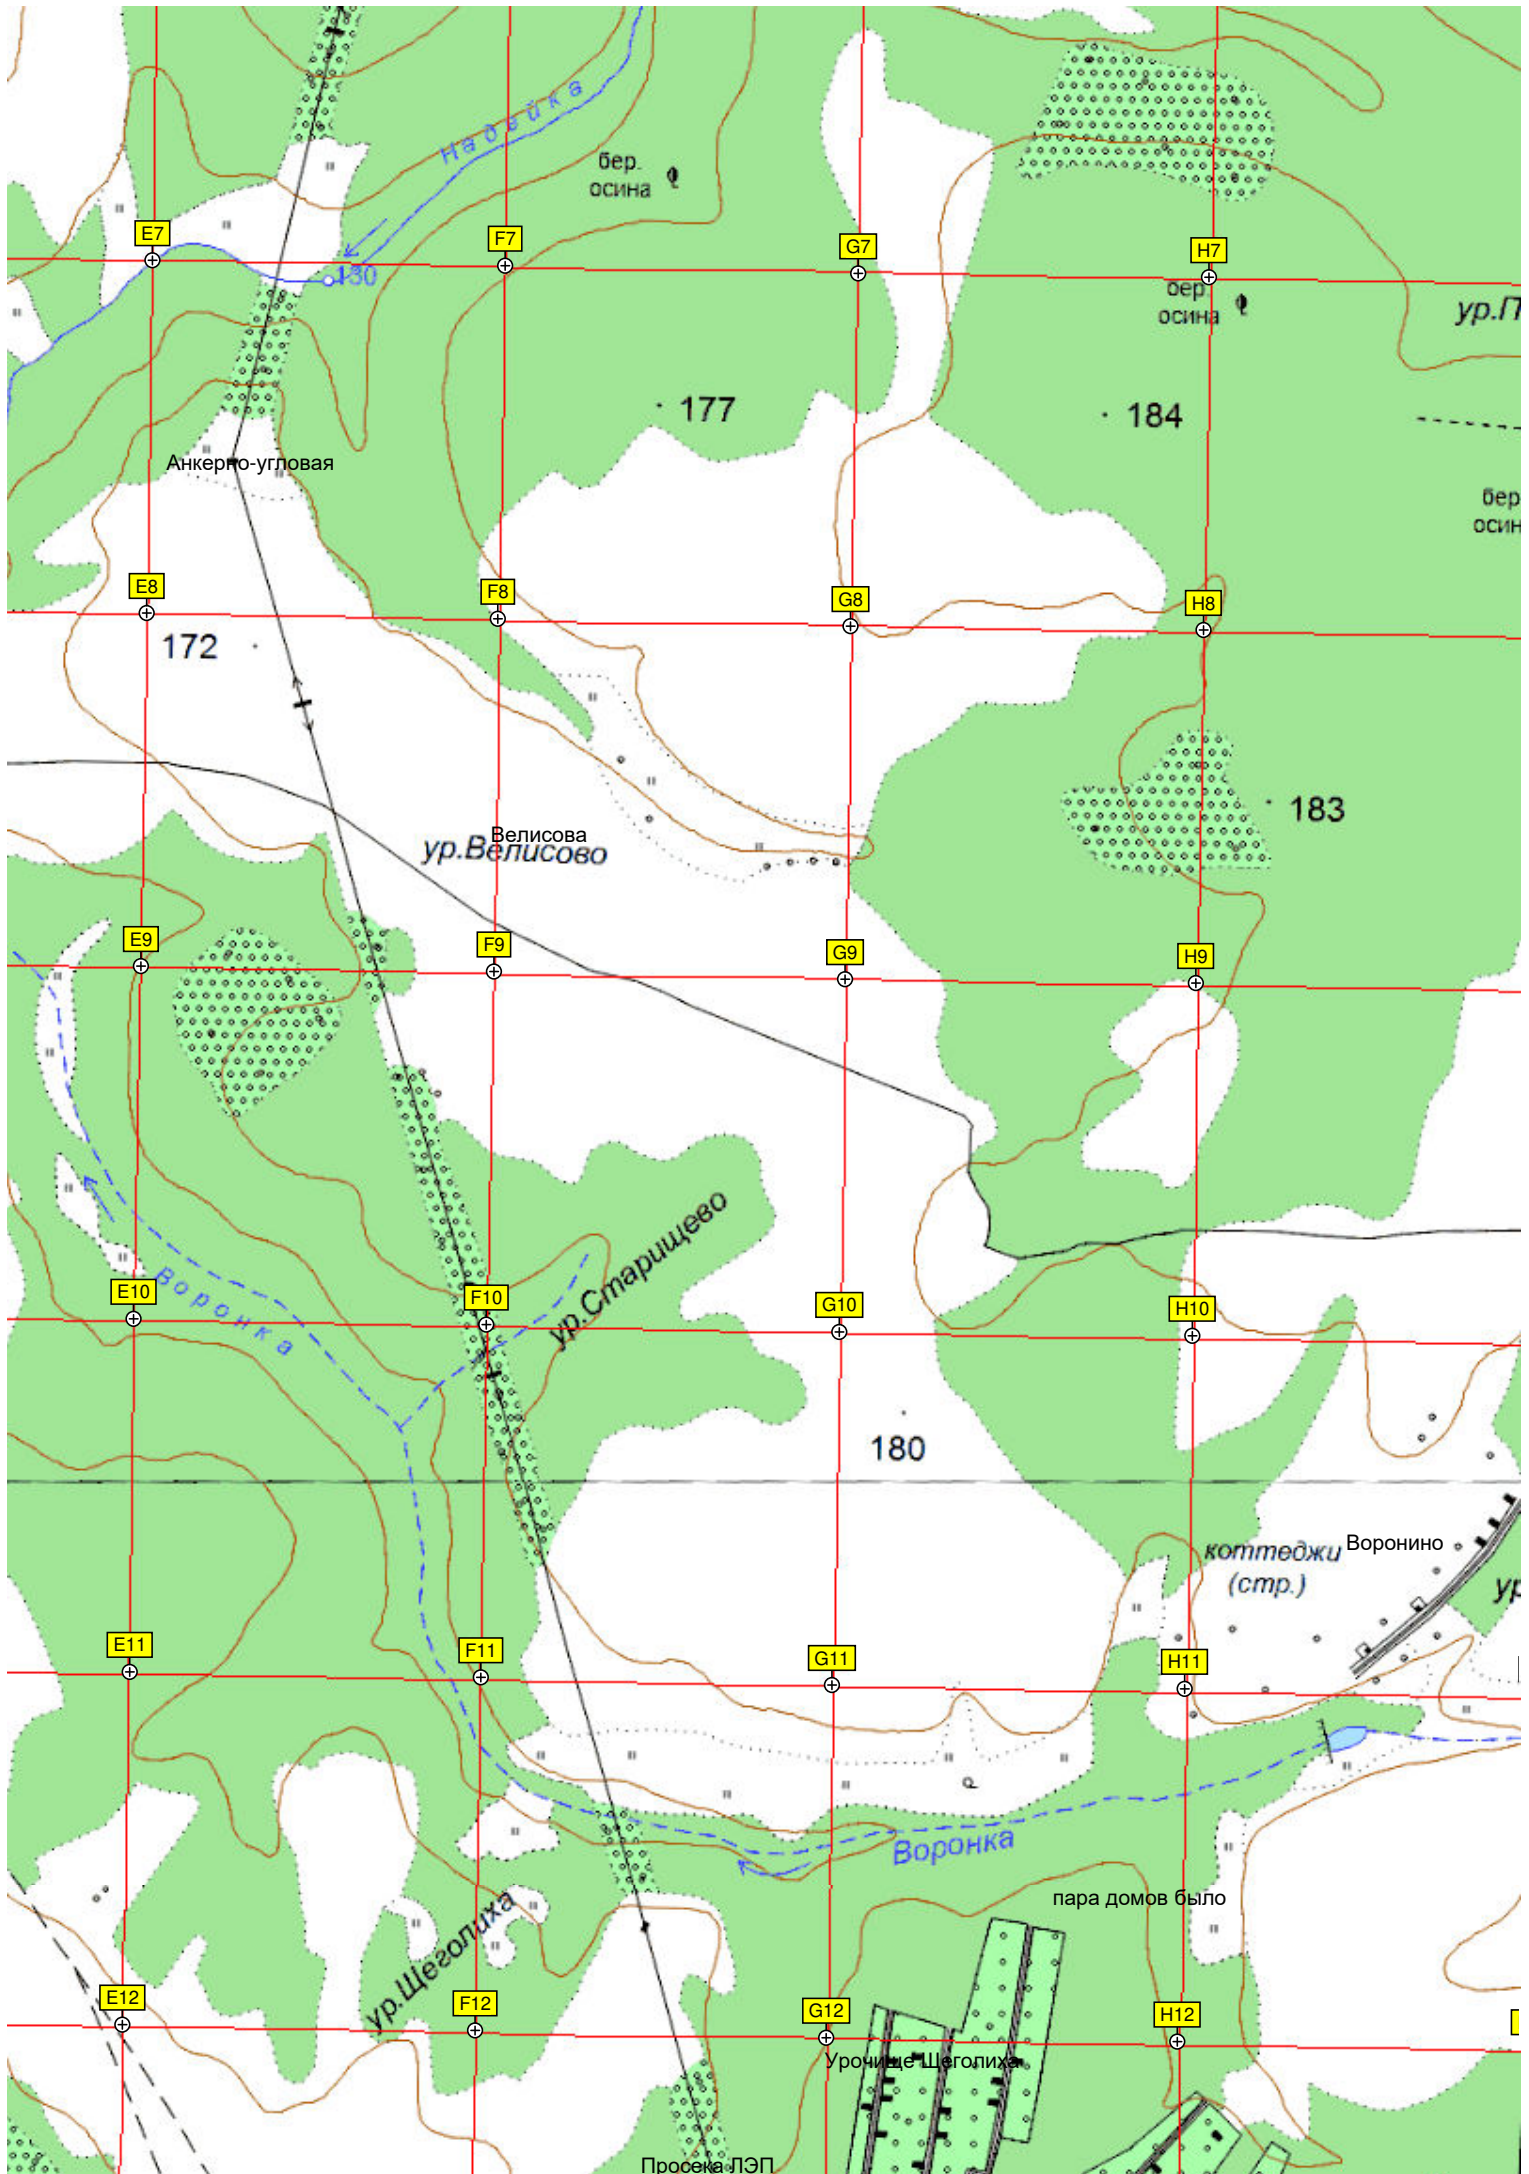 Надейка
бер.
осина
E7
F7
G7
H7
130
бер.
осина
ур.П
177
184
Анкерно-угловая
бер
осин
E8
F8
G8
H8
172
183
Велисова
ур.Велисово
E9
F9
G9
H9
ур.Старищево
Воронка
E10
F10
G10
H10
180
коттеджи
(стр.)
Воронино
ур
E11
F11
G11
H11
Воронка
пара домов было
ур.Щеголиха
E12
F12
G12
H12
Урочище Щеголиха
Просека ЛЭП